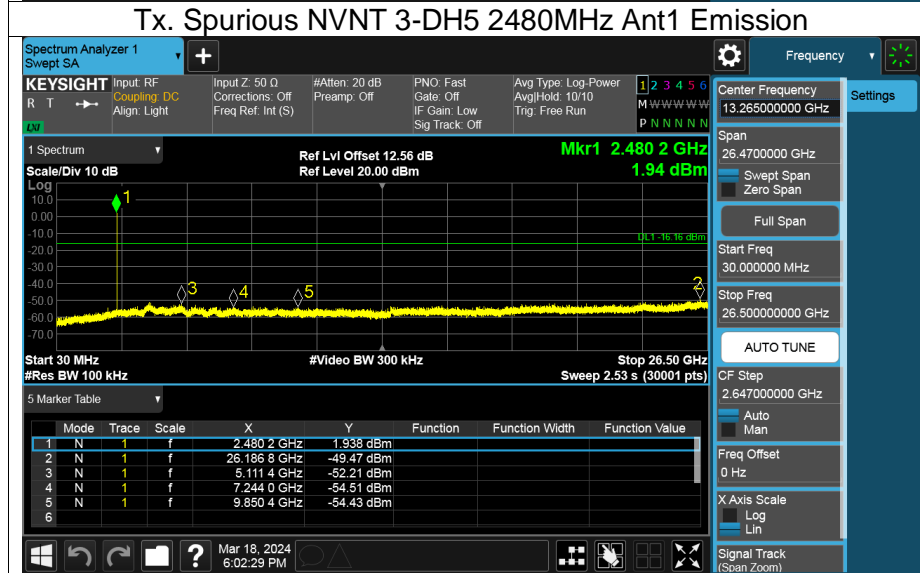 Tx. Spurious NVNT 3-DH5 2480MHz Ant1 Emission
Spectrum Analyzer 1
Swept SA
+
Frequency
KEYSIGHT
R T
LXI
Input: RF
Coupling: DC
Align: Light
Input Z: 50 Ω
Corrections: Off
Freq Ref: Int (S)
#Atten: 20 dB
Preamp: Off
PNO: Fast
Gate: Off
IF Gain: Low
Sig Track: Off
Avg Type: Log-Power
Avg|Hold: 10/10
Trig: Free Run
1 2 3 4 5 6
M W W W W W
P N N N N N
1 Spectrum
Scale/Div 10 dB
Ref Lvl Offset 12.56 dB
Ref Level 20.00 dBm
Mkr1 2.480 2 GHz
1.94 dBm
Log
10.0
0.00
-10.0
-20.0
-30.0
-40.0
-50.0
-60.0
-70.0
1
DL1 -16.16 dBm
3
4
5
2
Start 30 MHz
#Res BW 100 kHz
#Video BW 300 kHz
Stop 26.50 GHz
Sweep 2.53 s (30001 pts)
5 Marker Table
Mode Trace Scale X Y Function Function Width Function Value
1 N 1 f 2.480 2 GHz 1.938 dBm
2 N 1 f 26.186 8 GHz -49.47 dBm
3 N 1 f 5.111 4 GHz -52.21 dBm
4 N 1 f 7.244 0 GHz -54.51 dBm
5 N 1 f 9.850 4 GHz -54.43 dBm
6
?
Mar 18, 2024
6:02:29 PM
Center Frequency
13.265000000 GHz
Settings
Span
26.4700000 GHz
Swept Span
Zero Span
Full Span
Start Freq
30.000000 MHz
Stop Freq
26.500000000 GHz
AUTO TUNE
CF Step
2.647000000 GHz
Auto
Man
Freq Offset
0 Hz
X Axis Scale
Log
Lin
Signal Track
(Span Zoom)